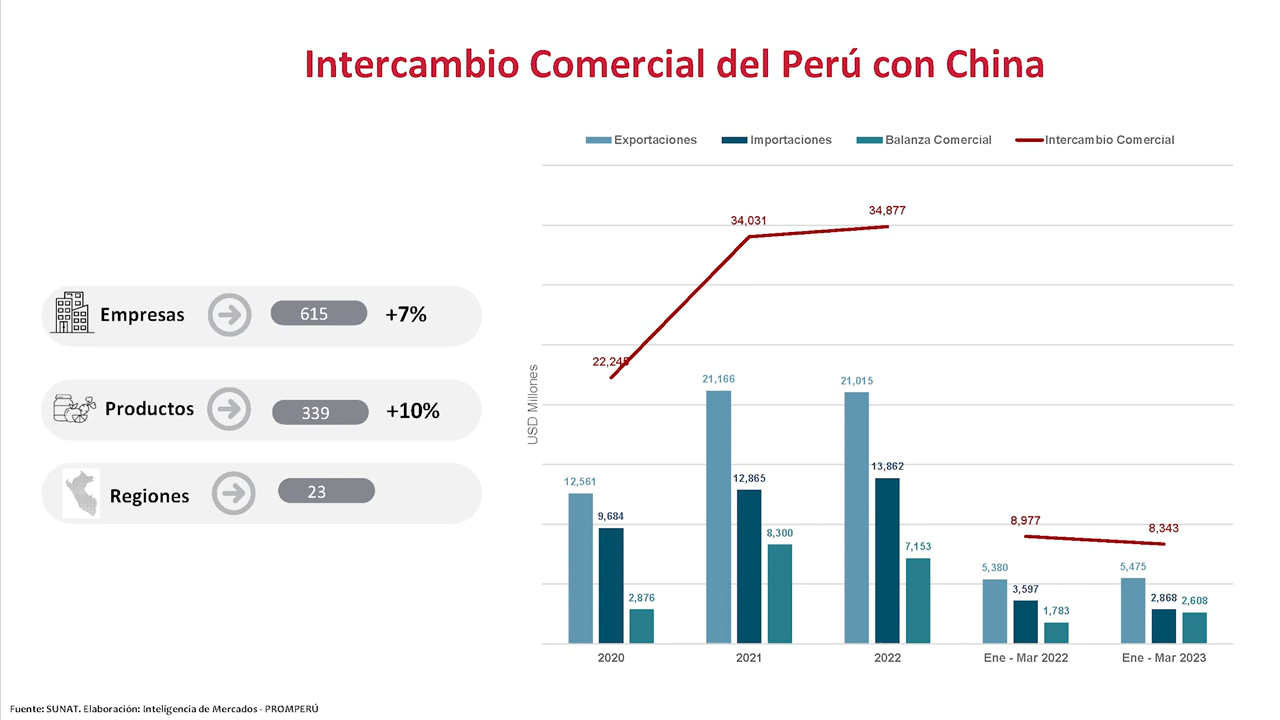 Intercambio Comercial del Perú con China
Exportaciones Importaciones Balanza Comercial Intercambio Comercial
Empresas 615 +7%
Productos 339 +10%
Regiones 23
USD Millones
22,245 34,031 34,877 8,977 8,343
12,561 9,684 2,876
21,166 12,865 8,300
21,015 13,862 7,153
5,380 3,597 1,783
5,475 2,868 2,608
2020 2021 2022 Ene - Mar 2022 Ene - Mar 2023
Fuente: SUNAT. Elaboración: Inteligencia de Mercados - PROMPERÚ